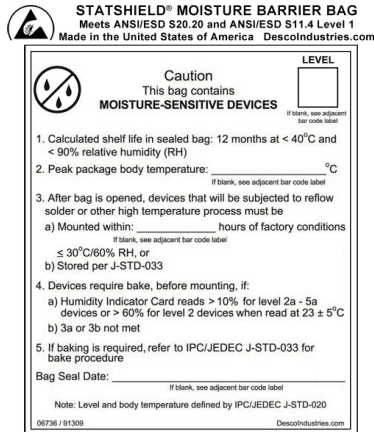 STATSHIELD® MOISTURE BARRIER BAG
Meets ANSI/ESD S20.20 and ANSI/ESD S11.4 Level 1
Made in the United States of America DescoIndustries.com
LEVEL
Caution
This bag contains
MOISTURE-SENSITIVE DEVICES
If blank, see adjacent
bar code label
1. Calculated shelf life in sealed bag: 12 months at < 40°C and
< 90% relative humidity (RH)
2. Peak package body temperature: ____________ °C
If blank, see adjacent bar code label
3. After bag is opened, devices that will be subjected to reflow
solder or other high temperature process must be
a) Mounted within: ________ hours of factory conditions
If blank, see adjacent bar code label
≤ 30°C/60% RH, or
b) Stored per J-STD-033
4. Devices require bake, before mounting, if:
a) Humidity Indicator Card reads > 10% for level 2a - 5a
devices or > 60% for level 2 devices when read at 23 ± 5°C
b) 3a or 3b not met
5. If baking is required, refer to IPC/JEDEC J-STD-033 for
bake procedure
Bag Seal Date: ____________________
If blank, see adjacent bar code label
Note: Level and body temperature defined by IPC/JEDEC J-STD-020
06736 / 91309 DescoIndustries.com